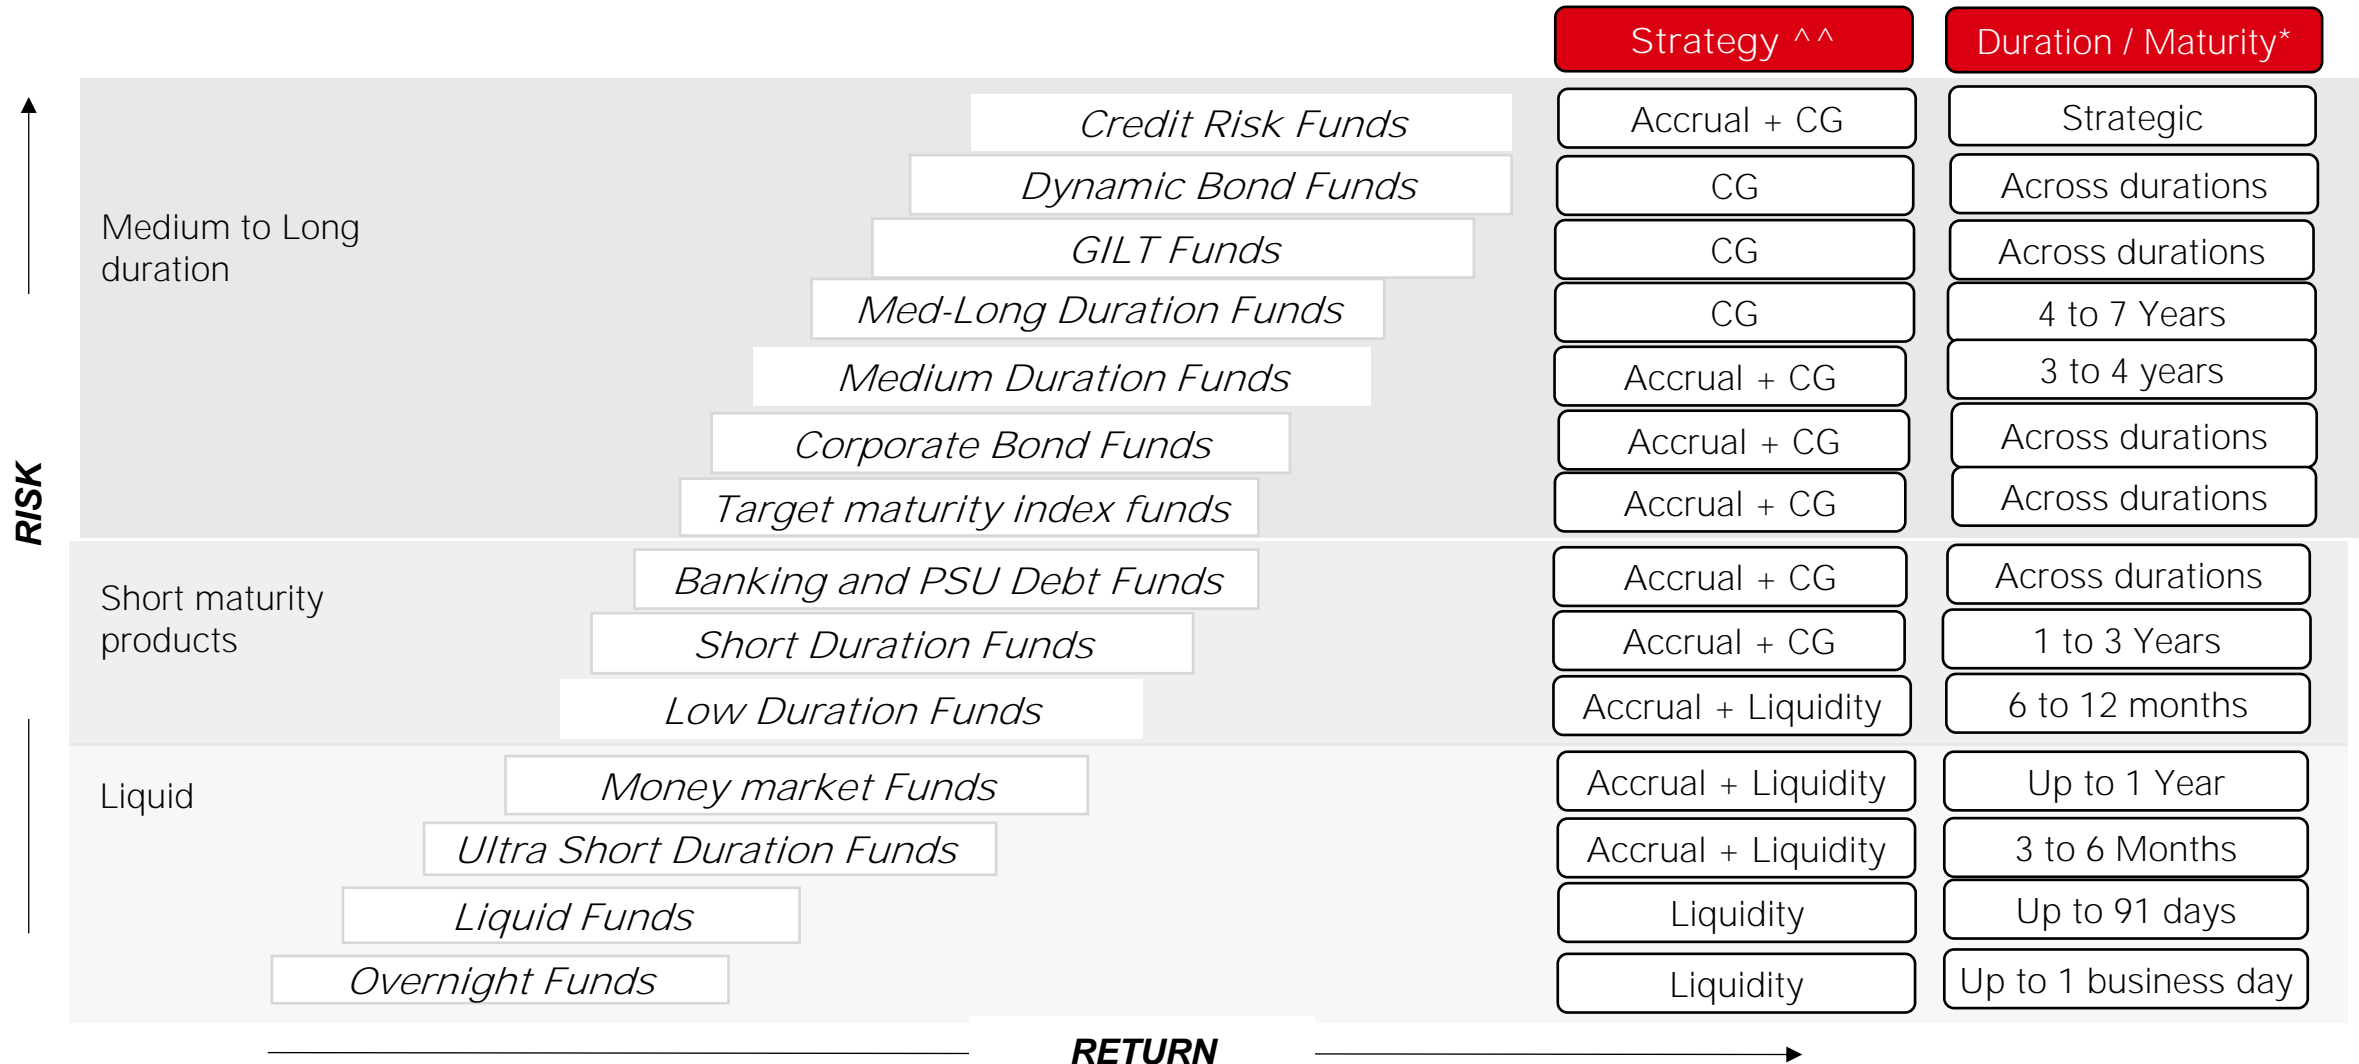 Strategy ^^
Duration / Maturity*
Credit Risk Funds
Accrual + CG
Strategic
Dynamic Bond Funds
CG
Across durations
Medium to Long
duration
GILT Funds
CG
Across durations
Med-Long Duration Funds
CG
4 to 7 Years
Medium Duration Funds
Accrual + CG
3 to 4 years
Corporate Bond Funds
Accrual + CG
Across durations
Target maturity index funds
Accrual + CG
Across durations
RISK
Short maturity
products
Banking and PSU Debt Funds
Accrual + CG
Across durations
Short Duration Funds
Accrual + CG
1 to 3 Years
Low Duration Funds
Accrual + Liquidity
6 to 12 months
Liquid
Money market Funds
Accrual + Liquidity
Up to 1 Year
Ultra Short Duration Funds
Accrual + Liquidity
3 to 6 Months
Liquid Funds
Liquidity
Up to 91 days
Overnight Funds
Liquidity
Up to 1 business day
RETURN